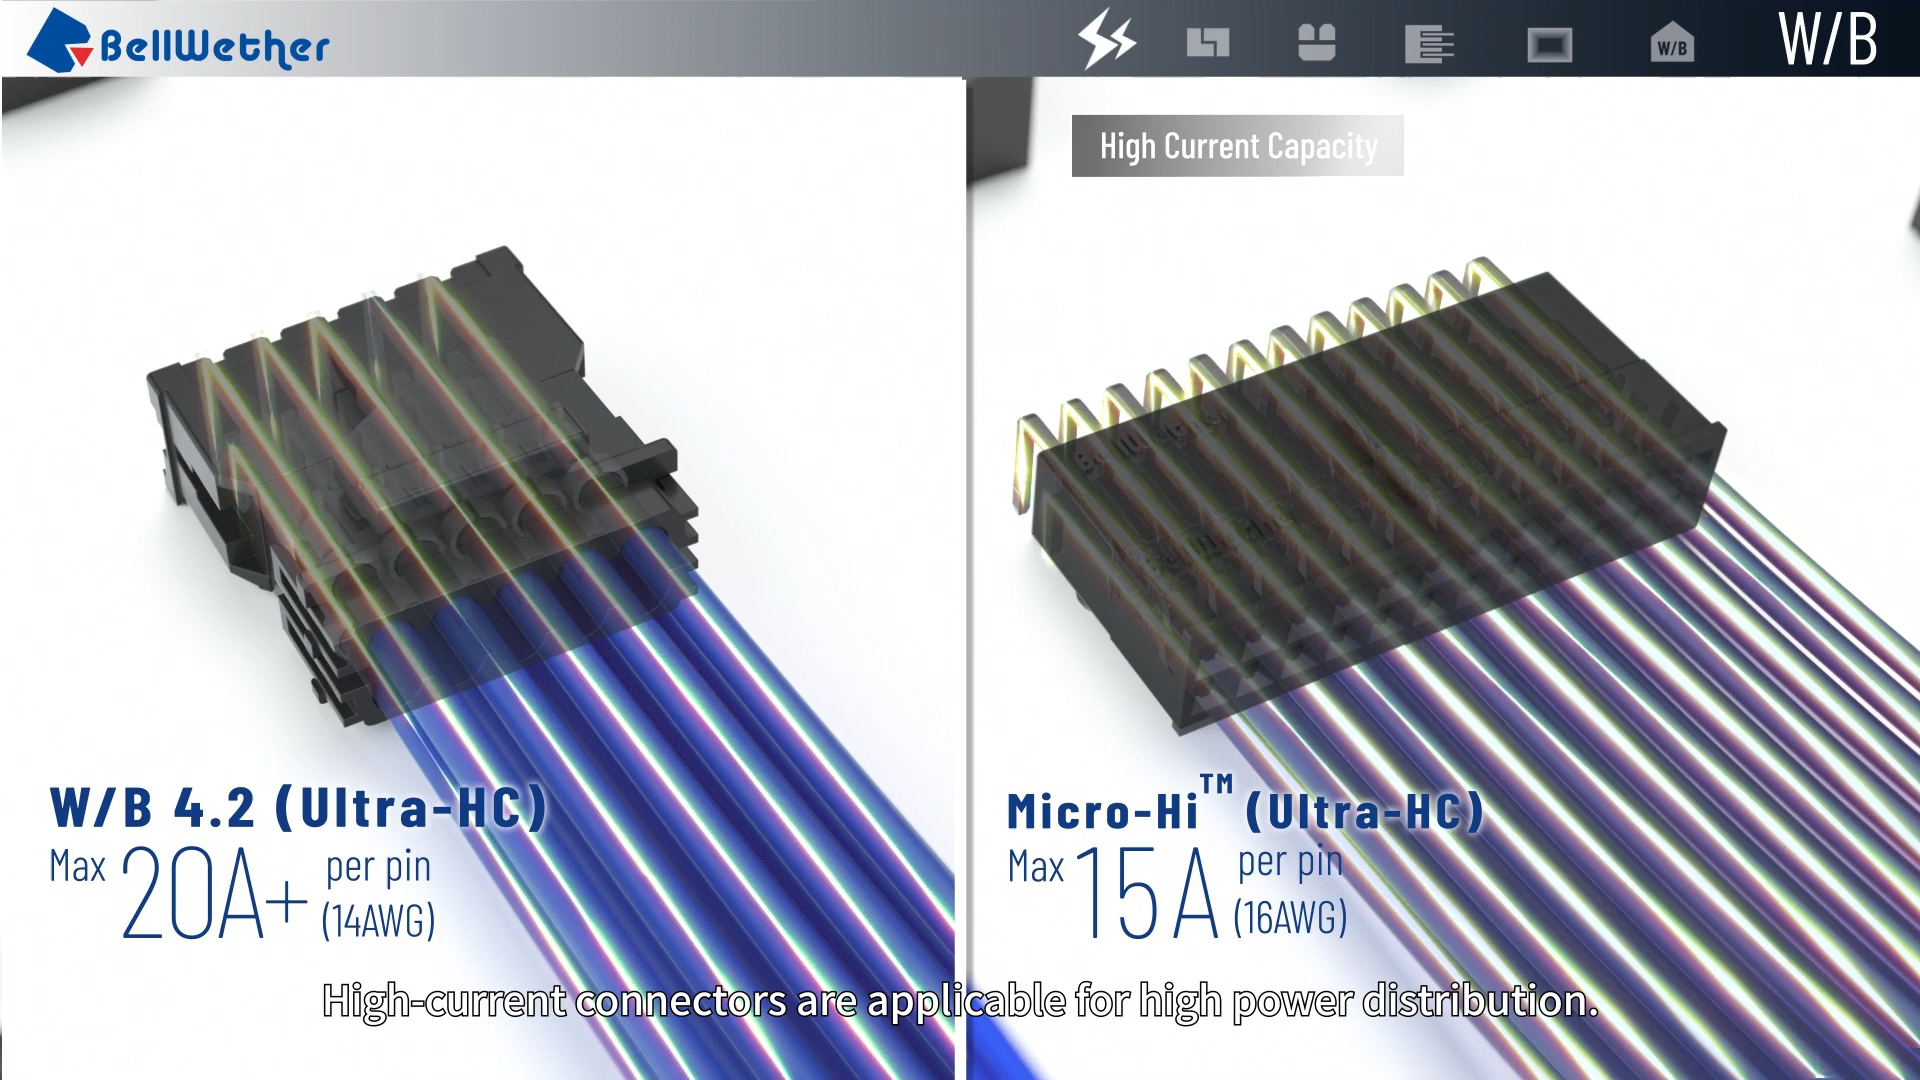 BellWether
W/B
W/B
High Current Capacity
W/B 4.2 (Ultra-HC)
Max 20A+ per pin
(14AWG)
Micro-Hi™ (Ultra-HC)
Max 15A per pin
(16AWG)
High-current connectors are applicable for high power distribution.